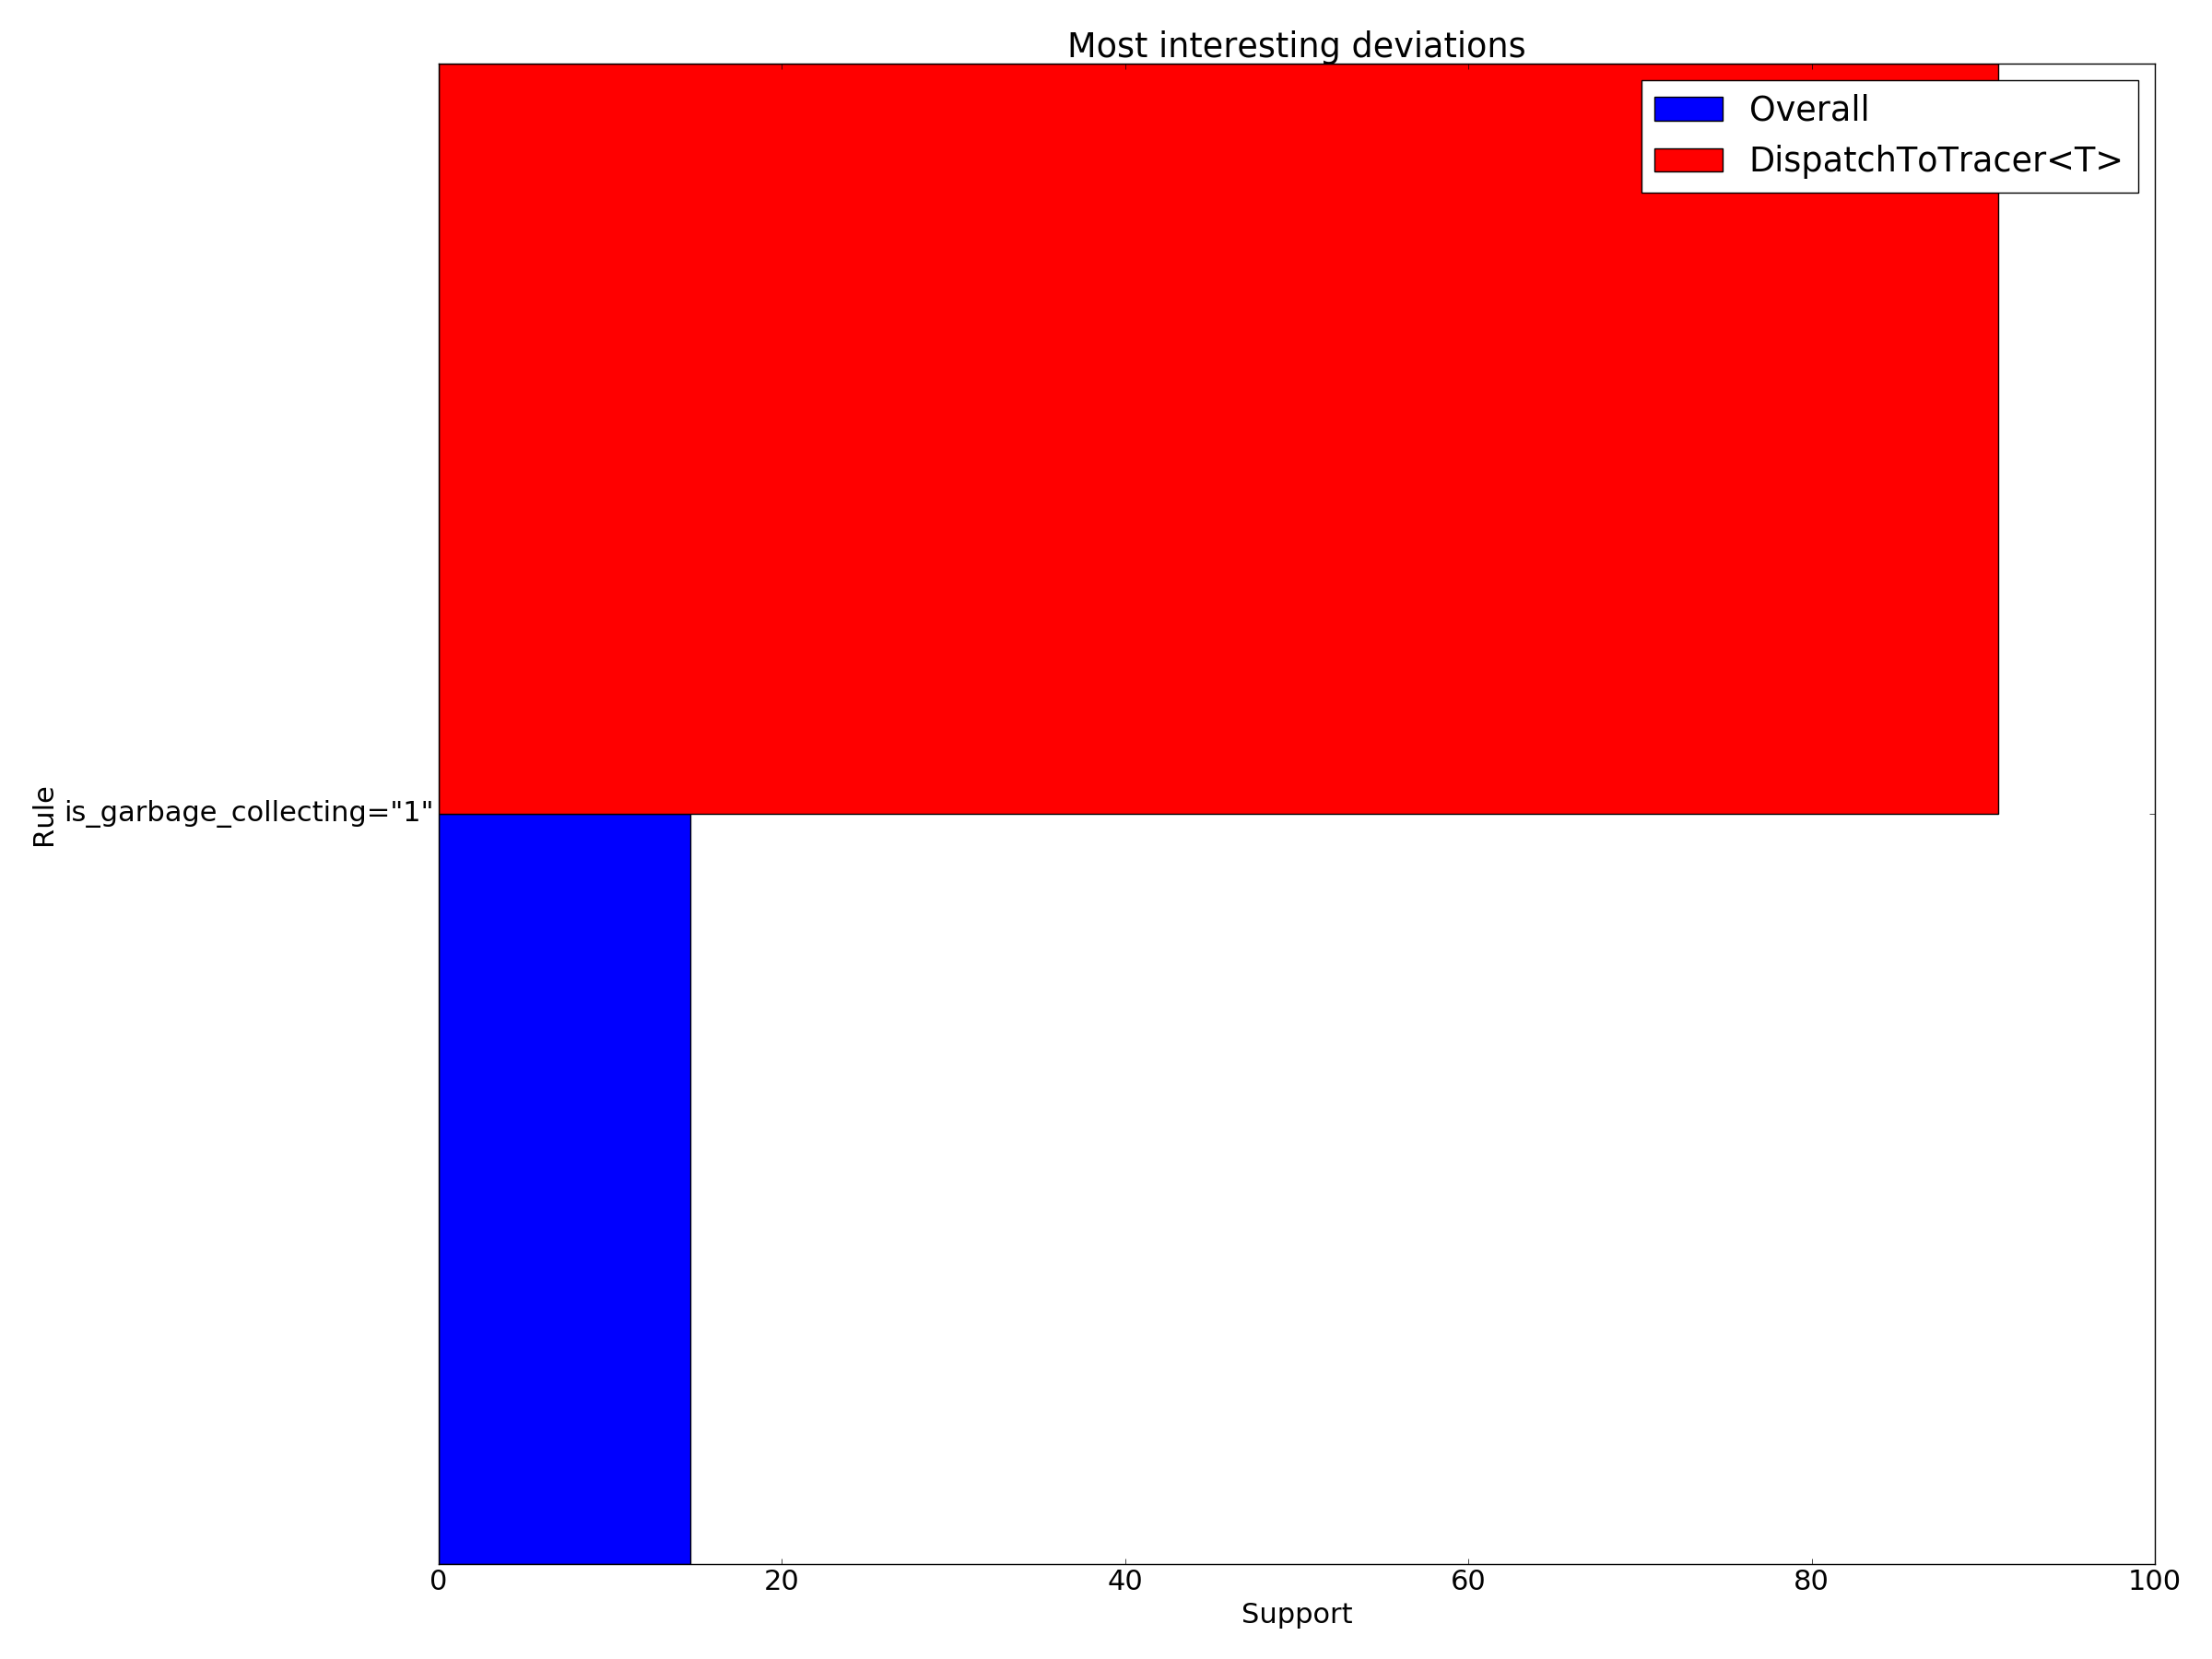 Most interesting deviations
Overall
DispatchToTracer<T>
Rule
is_garbage_collecting="1"
0 20 40 60 80 100
Support